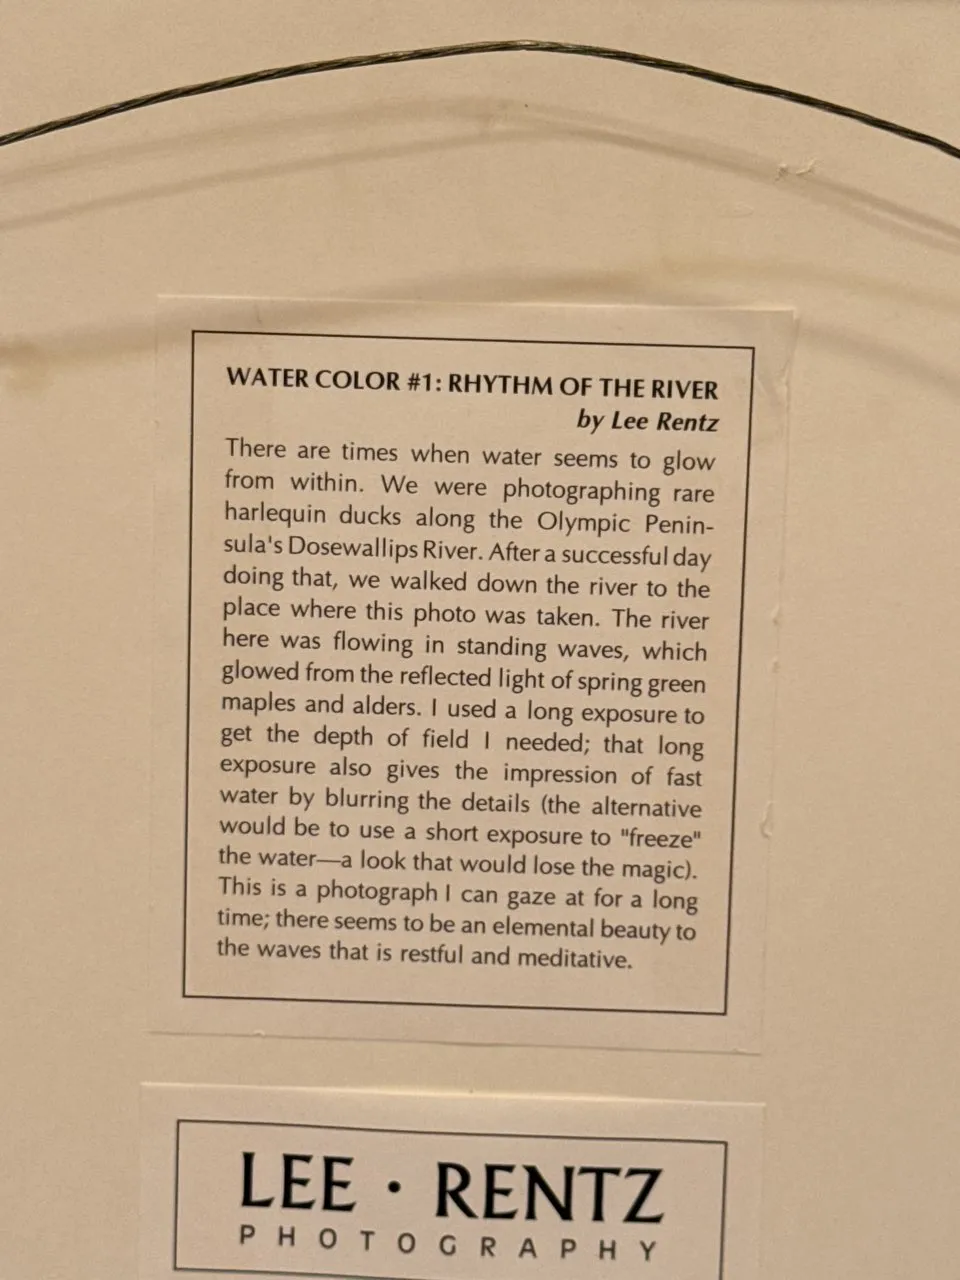 WATER COLOR #1: RHYTHM OF THE RIVER
by Lee Rentz
There are times when water seems to glow
from within. We were photographing rare
harlequin ducks along the Olympic Penin-
sula's Dosewallips River. After a successful day
doing that, we walked down the river to the
place where this photo was taken. The river
here was flowing in standing waves, which
glowed from the reflected light of spring green
maples and alders. I used a long exposure to
get the depth of field I needed; that long
exposure also gives the impression of fast
water by blurring the details (the alternative
would be to use a short exposure to "freeze"
the water—a look that would lose the magic).
This is a photograph I can gaze at for a long
time; there seems to be an elemental beauty to
the waves that is restful and meditative.
LEE · RENTZ
PHOTOGRAPHY